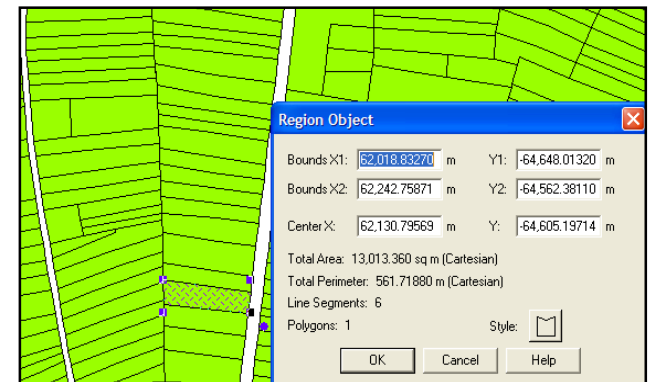 Region Object
Bounds X1: 62,018.83270 m Y1: -64,648.01320 m
Bounds X2: 62,242.75871 m Y2: -64,562.38110 m
Center X: 62,130.79569 m Y: -64,605.19714 m
Total Area: 13,013.360 sq m (Cartesian)
Total Perimeter: 561.71880 m (Cartesian)
Line Segments: 6
Polygons: 1 Style:
OK Cancel Help